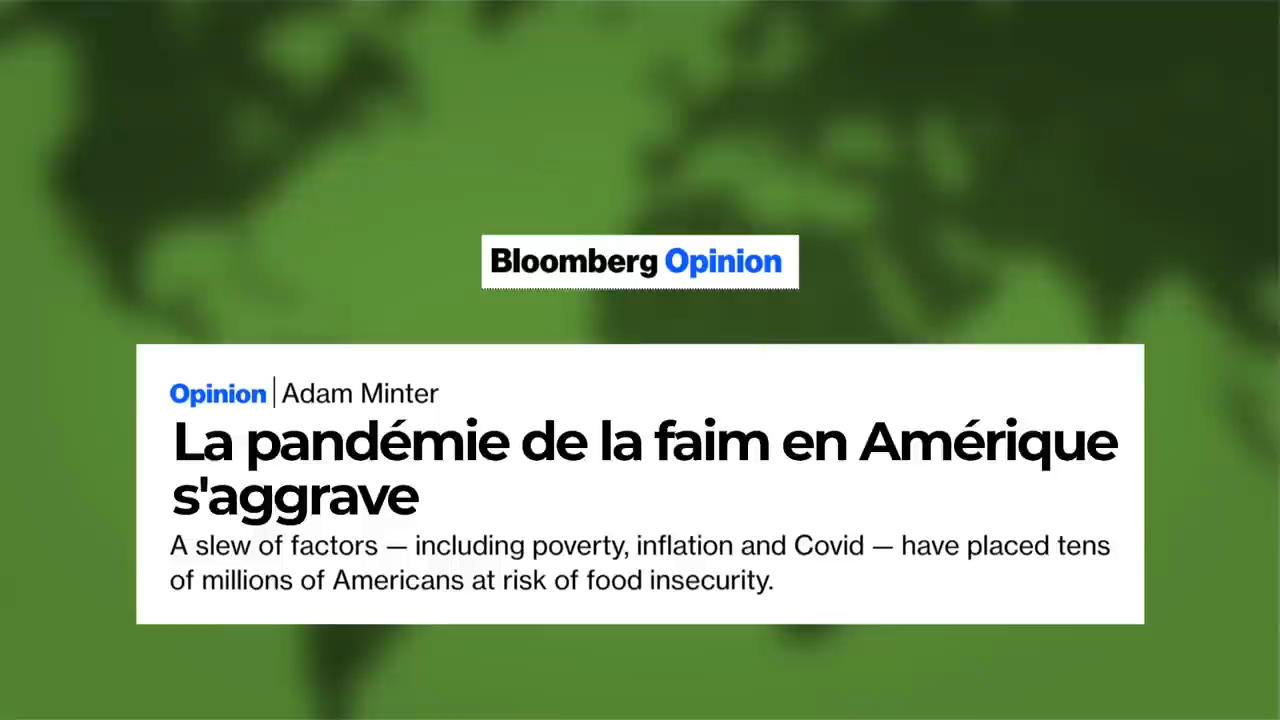 Bloomberg Opinion
Opinion | Adam Minter
La pandémie de la faim en Amérique
s'aggrave
A slew of factors — including poverty, inflation and Covid — have placed tens
of millions of Americans at risk of food insecurity.